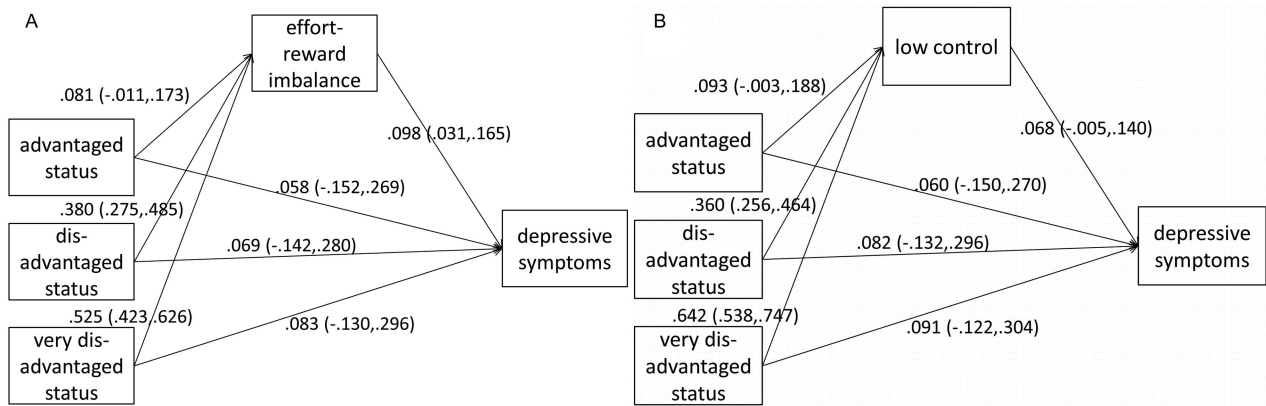 A
effort-
reward
imbalance
.081 (-.011,.173)
advantaged
status
.098 (.031,.165)
.058 (-.152,.269)
.380 (.275,.485)
dis-
advantaged
status
.069 (-.142,.280)
depressive
symptoms
.525 (.423,.626)
very dis-
advantaged
status
.083 (-.130,.296)
B
low control
.093 (-.003,.188)
advantaged
status
.068 (-.005,.140)
.060 (-.150,.270)
.360 (.256,.464)
dis-
advantaged
status
.082 (-.132,.296)
depressive
symptoms
.642 (.538,.747)
very dis-
advantaged
status
.091 (-.122,.304)